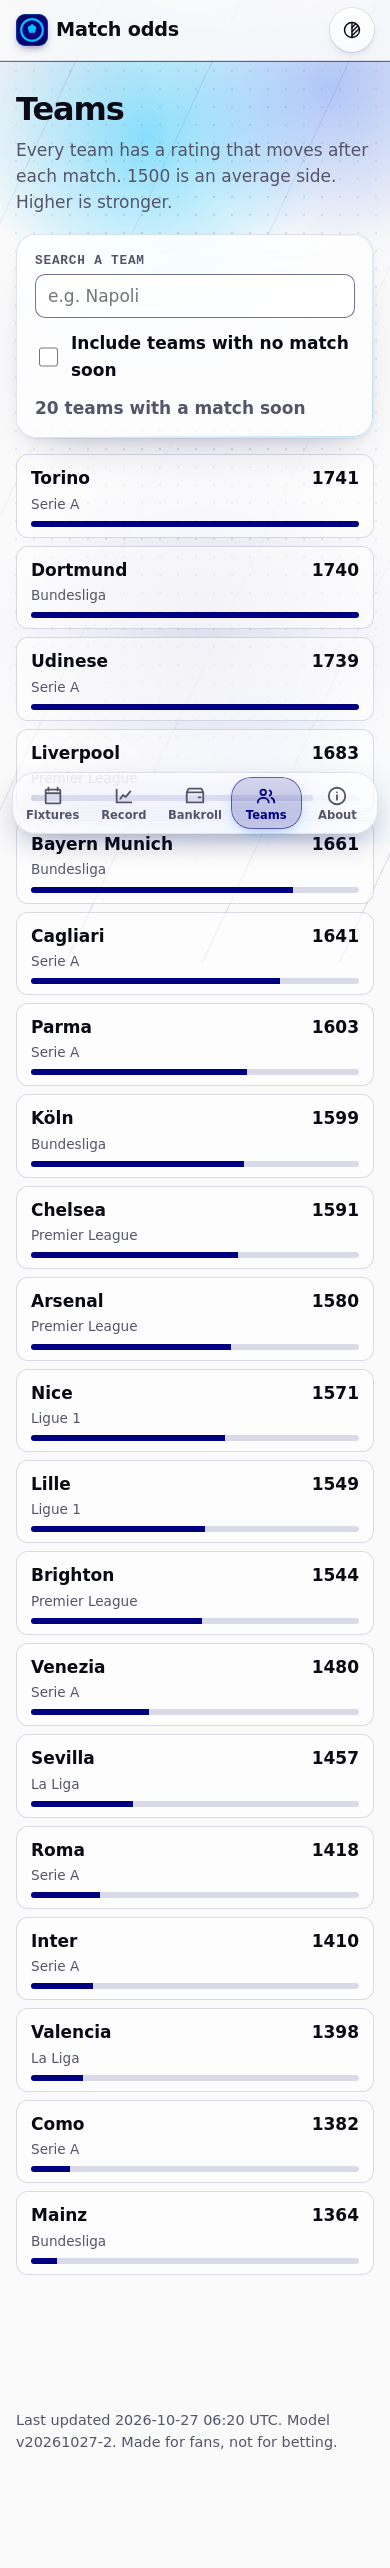 Match odds
Teams
Every team has a rating that moves after
each match. 1500 is an average side.
Higher is stronger.
SEARCH A TEAM
e.g. Napoli
Include teams with no match
soon
20 teams with a match soon
Torino 1741
Serie A
Dortmund 1740
Bundesliga
Udinese 1739
Serie A
Liverpool 1683
Premier League
Fixtures Record Bankroll Teams About
Bayern Munich 1661
Bundesliga
Cagliari 1641
Serie A
Parma 1603
Serie A
Köln 1599
Bundesliga
Chelsea 1591
Premier League
Arsenal 1580
Premier League
Nice 1571
Ligue 1
Lille 1549
Ligue 1
Brighton 1544
Premier League
Venezia 1480
Serie A
Sevilla 1457
La Liga
Roma 1418
Serie A
Inter 1410
Serie A
Valencia 1398
La Liga
Como 1382
Serie A
Mainz 1364
Bundesliga
Last updated 2026-10-27 06:20 UTC. Model
v20261027-2. Made for fans, not for betting.